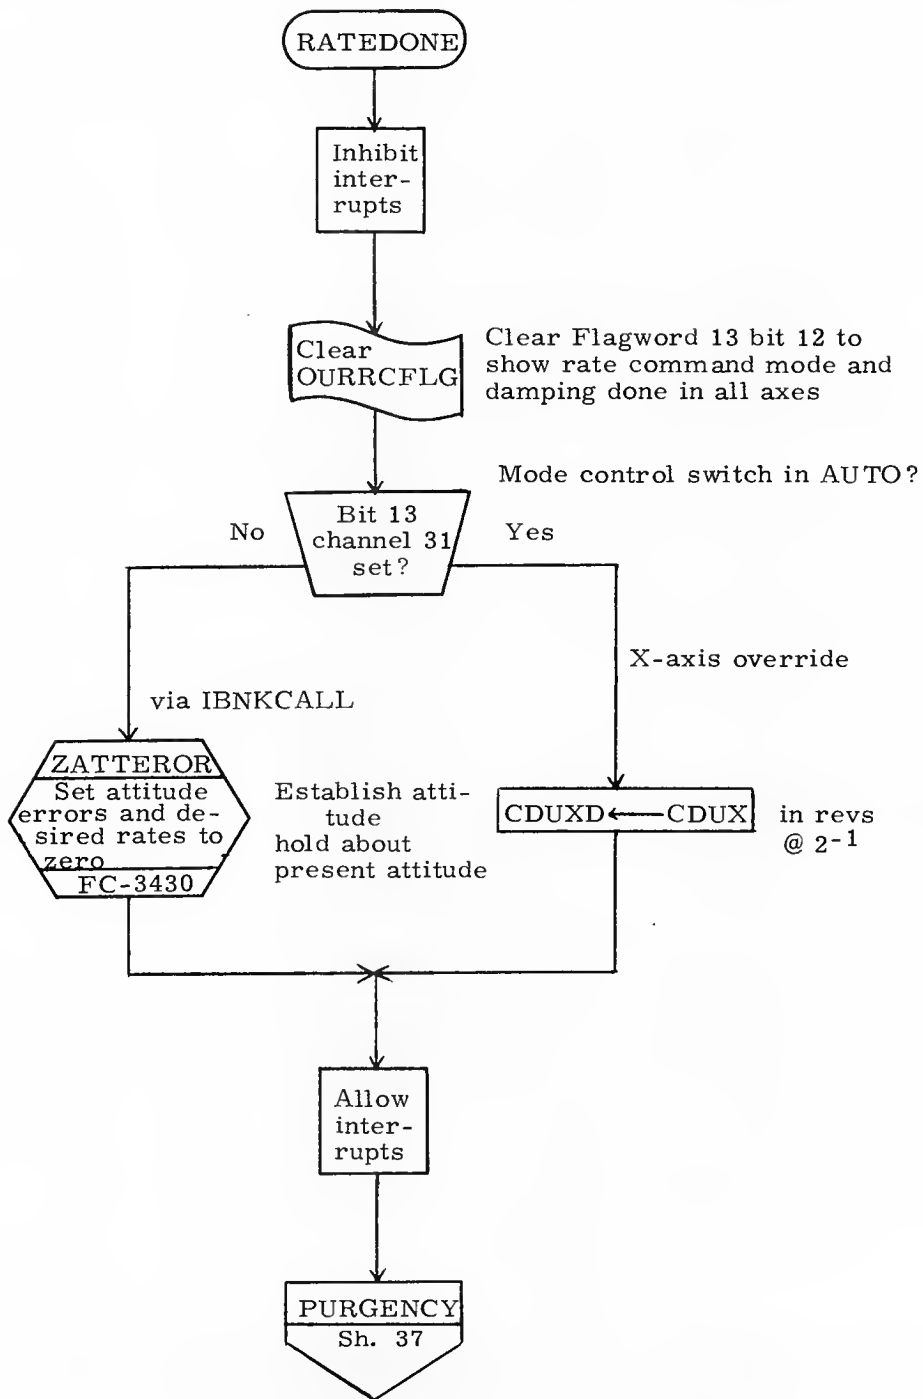 RATEDONE
Inhibit
inter-
rupts
Clear
OURRCFLG
Clear Flagword 13 bit 12 to
show rate command mode and
damping done in all axes
Mode control switch in AUTO?
Bit 13
channel 31
set?
No
Yes
X-axis override
via IBNKCALL
ZATTEROR
Set attitude
errors and de-
sired rates to
zero
FC-3430
Establish atti-
tude
hold about
present attitude
CDUXD ← CDUX
in revs
@ 2⁻¹
Allow
inter-
rupts
PURGENCY
Sh. 37